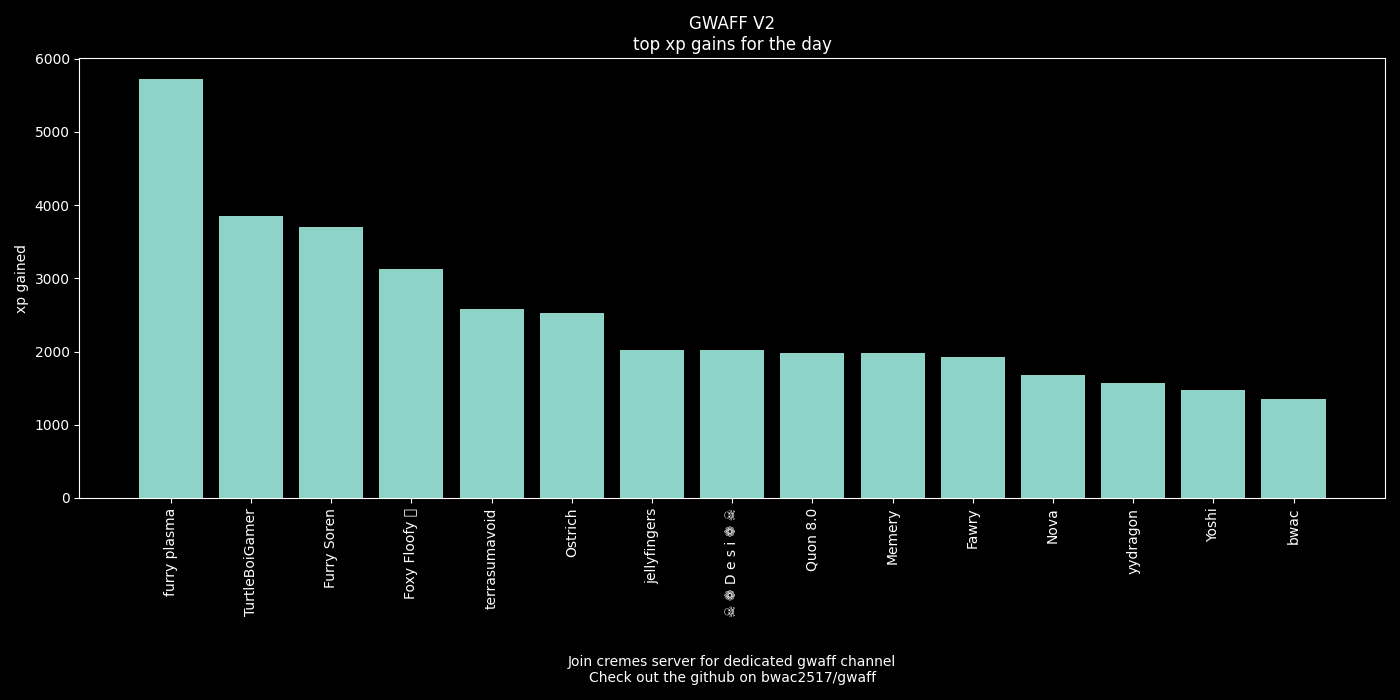 GWAFF V2
top xp gains for the day
xp gained
6000
5000
4000
3000
2000
1000
0
furry plasma
TurtleBoiGamer
Furry Soren
Foxy Floofy
terrasumavoid
Ostrich
jellyfingers
☠ ❁ D e s i ❁ ☠
Quon 8.0
Memery
Fawry
Nova
yydragon
Yoshi
bwac
Join cremes server for dedicated gwaff channel
Check out the github on bwac2517/gwaff